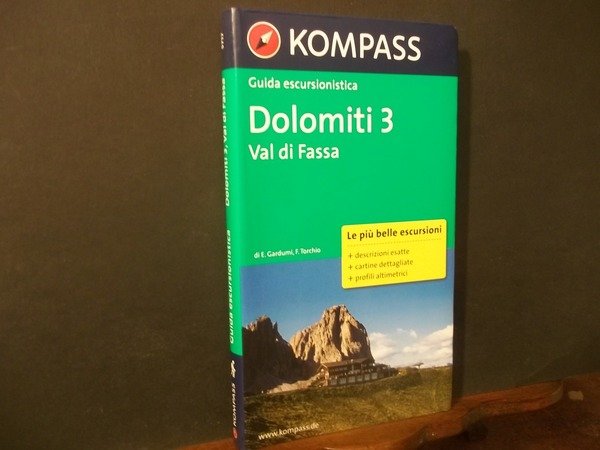 KOMPASS
Guida escursionistica
Dolomiti 3
Val di Fassa
di E. Gardumi, F. Torchio
Le più belle escursioni
+ descrizioni esatte
+ cartine dettagliate
+ profili altimetrici
www.kompass.de
KOMPASS Guida escursionistica Dolomiti 3, Val di Fassa